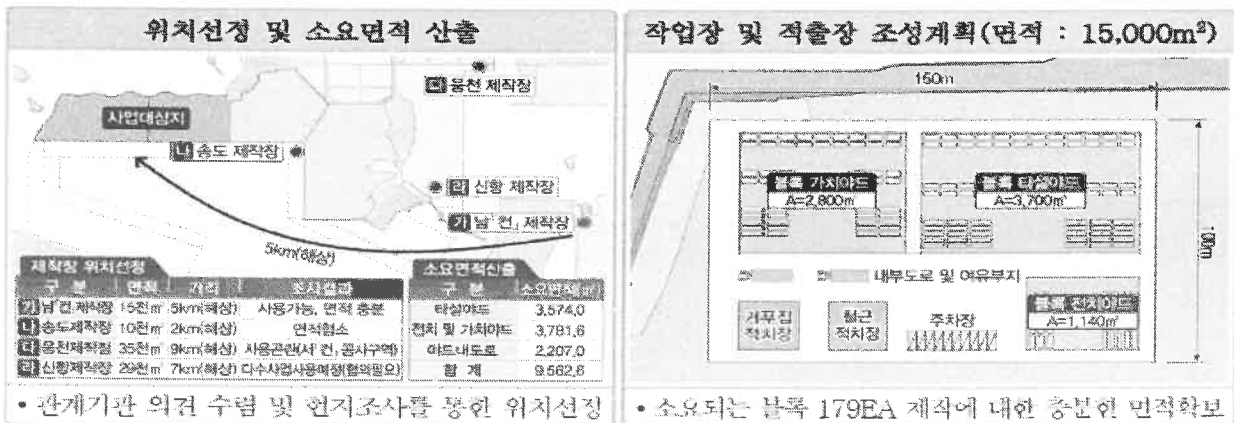 위치선정 및 소요면적 산출
사업대상지
다 웅천 제작장
나 송도 제작장
라 신항 제작장
가 남'컨」제작장
5km(해상)
제작장 위치선정
구 분 면적 거리 조사결과
가 남'컨」제작장 15천㎡ 5km(해상) 사용가능, 면적 충분
나 송도제작장 10천㎡ 2km(해상) 면적협소
다 웅천제작장 35천㎡ 9km(해상) 사용곤란(서'컨, 공사구역)
라 신항제작장 29천㎡ 7km(해상) 다수사업사용예정(협의필요)
소요면적산출
구 분 소요면적(㎡)
타설야드 3,574,0
전치 및 가치야드 3,781,6
야드내도로 2,207,0
합 계 9,562,6
• 관계기관 의견 수렴 및 현지조사를 통한 위치선정
작업장 및 적출장 조성계획(면적 : 15,000m²)
150m
100m
블록 가치야드
A=2,800㎡
블록 타설야드
A=3,700㎡
내부도로 및 여유부지
거푸집
적치장
철근
적치장
주차장
블록 전치야드
A=1,140㎡
• 소요되는 블록 179EA 제작에 대한 충분한 면적확보